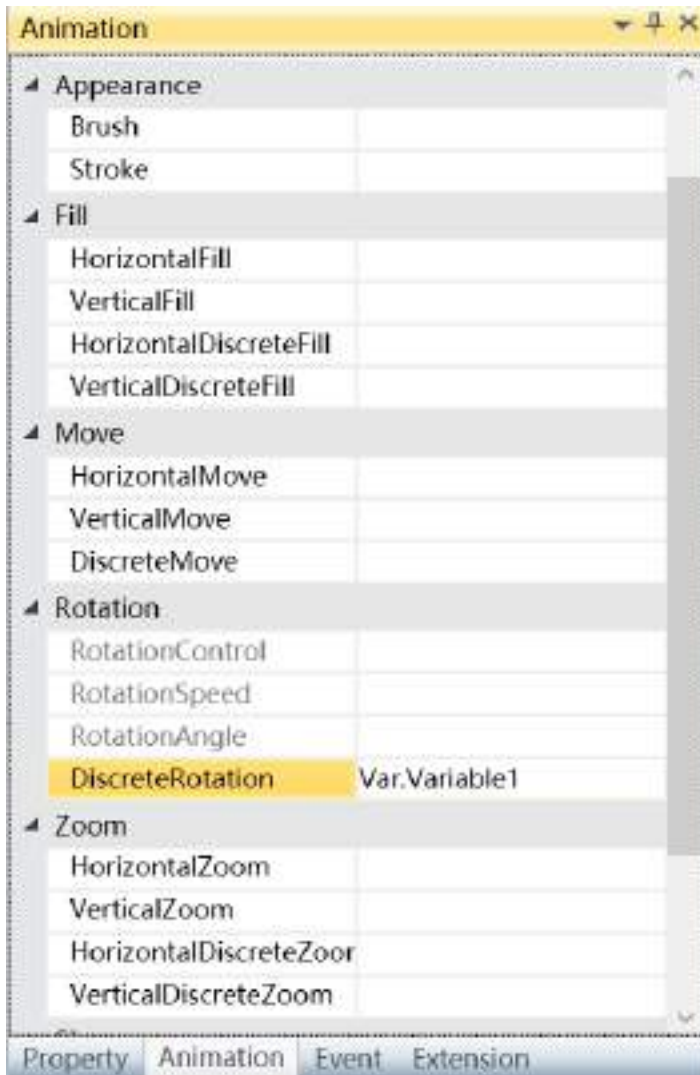 Animation
Appearance
Brush
Stroke
Fill
HorizontalFill
VerticalFill
HorizontalDiscreteFill
VerticalDiscreteFill
Move
HorizontalMove
VerticalMove
DiscreteMove
Rotation
RotationControl
RotationSpeed
RotationAngle
DiscreteRotation Var.Variable1
Zoom
HorizontalZoom
VerticalZoom
HorizontalDiscreteZoor
VerticalDiscreteZoom
Property Animation Event Extension